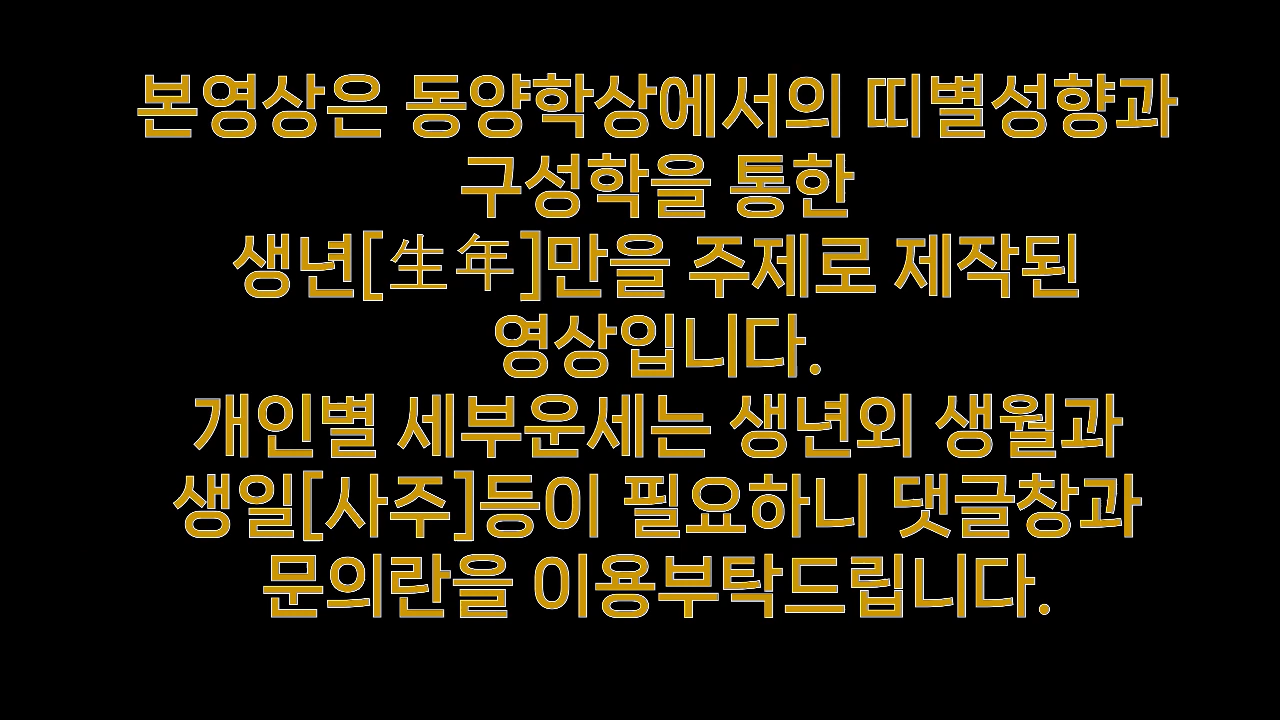 본영상은 동양학상에서의 띠별성향과
구성학을 통한
생년[生年]만을 주제로 제작된
영상입니다.
개인별 세부운세는 생년외 생월과
생일[사주]등이 필요하니 댓글창과
문의란을 이용부탁드립니다.